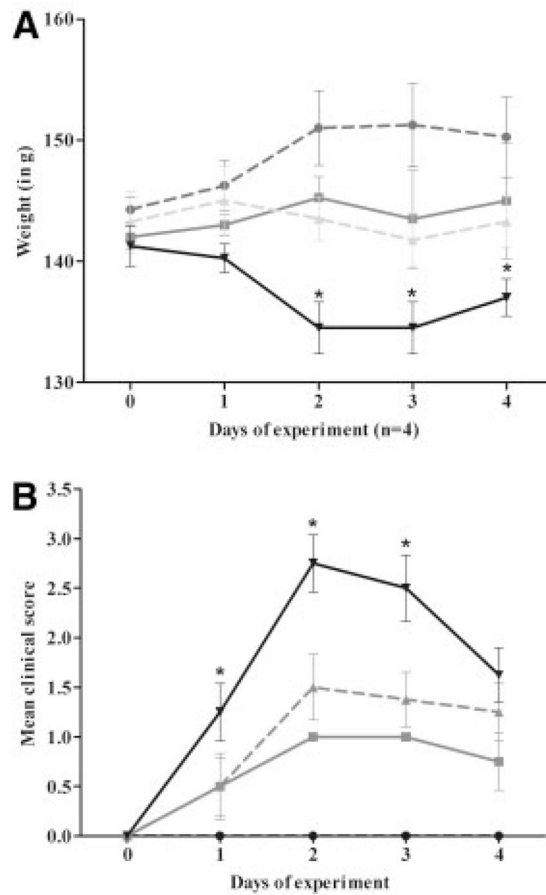 A
160
150
140
130
Weight (in g)
* * *
0 1 2 3 4
Days of experiment (n=4)
B
3.5
3.0
2.5
2.0
1.5
1.0
0.5
0.0
Mean clinical score
* * *
0 1 2 3 4
Days of experiment